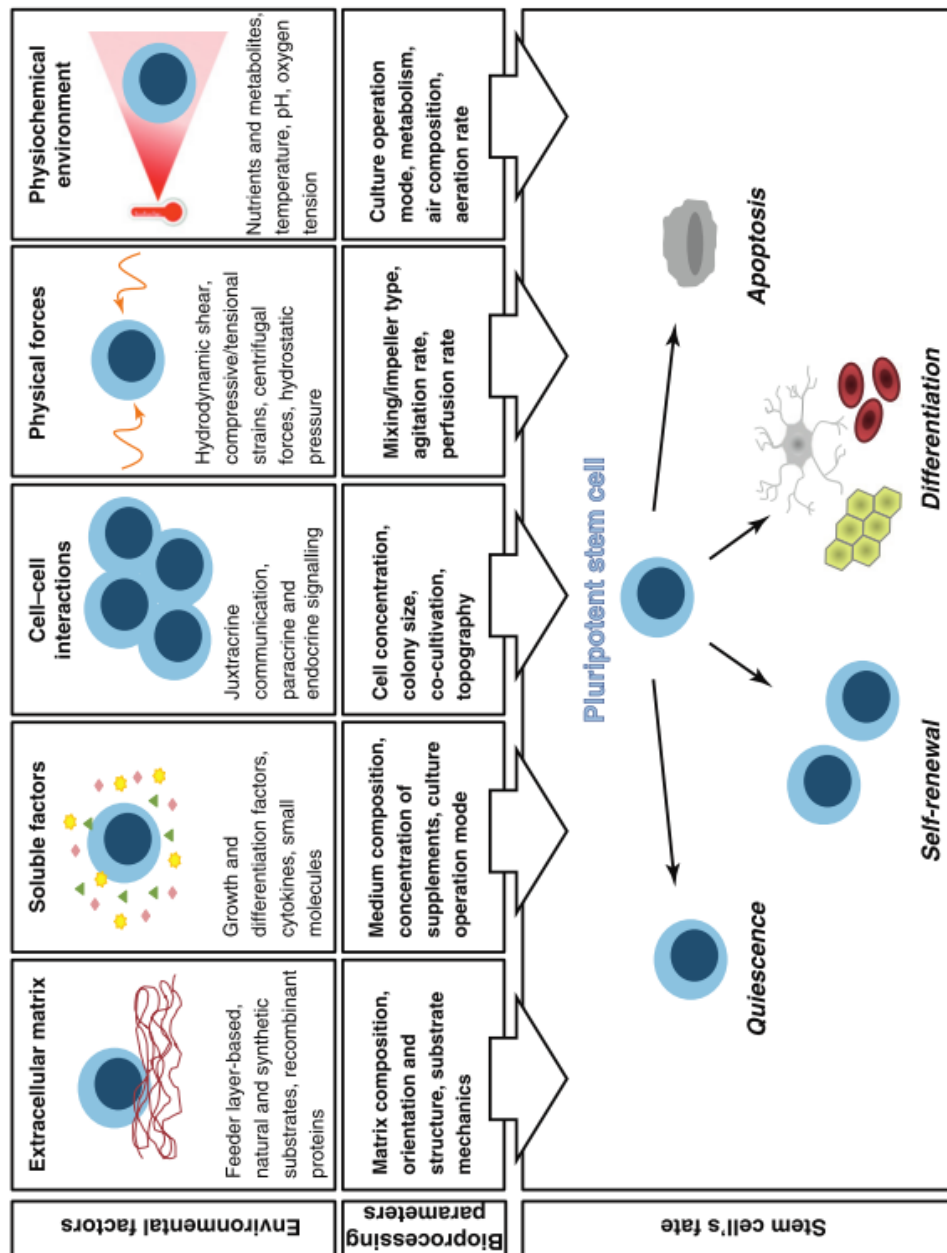 Environmental factors
Extracellular matrix
Feeder layer-based,
natural and synthetic
substrates, recombinant
proteins
Soluble factors
Growth and
differentiation factors,
cytokines, small
molecules
Cell–cell
interactions
Juxtracrine
communication,
paracrine and
endocrine signalling
Physical forces
Hydrodynamic shear,
compressive/tensional
strains, centrifugal
forces, hydrostatic
pressure
Physiochemical
environment
Nutrients and metabolites,
temperature, pH, oxygen
tension
Bioprocessing
parameters
Matrix composition,
orientation and
structure, substrate
mechanics
Medium composition,
concentration of
supplements, culture
operation mode
Cell concentration,
colony size,
co-cultivation,
topography
Mixing/impeller type,
agitation rate,
perfusion rate
Culture operation
mode, metabolism,
air composition,
aeration rate
Stem cell's fate
Pluripotent stem cell
Quiescence
Self-renewal
Differentiation
Apoptosis